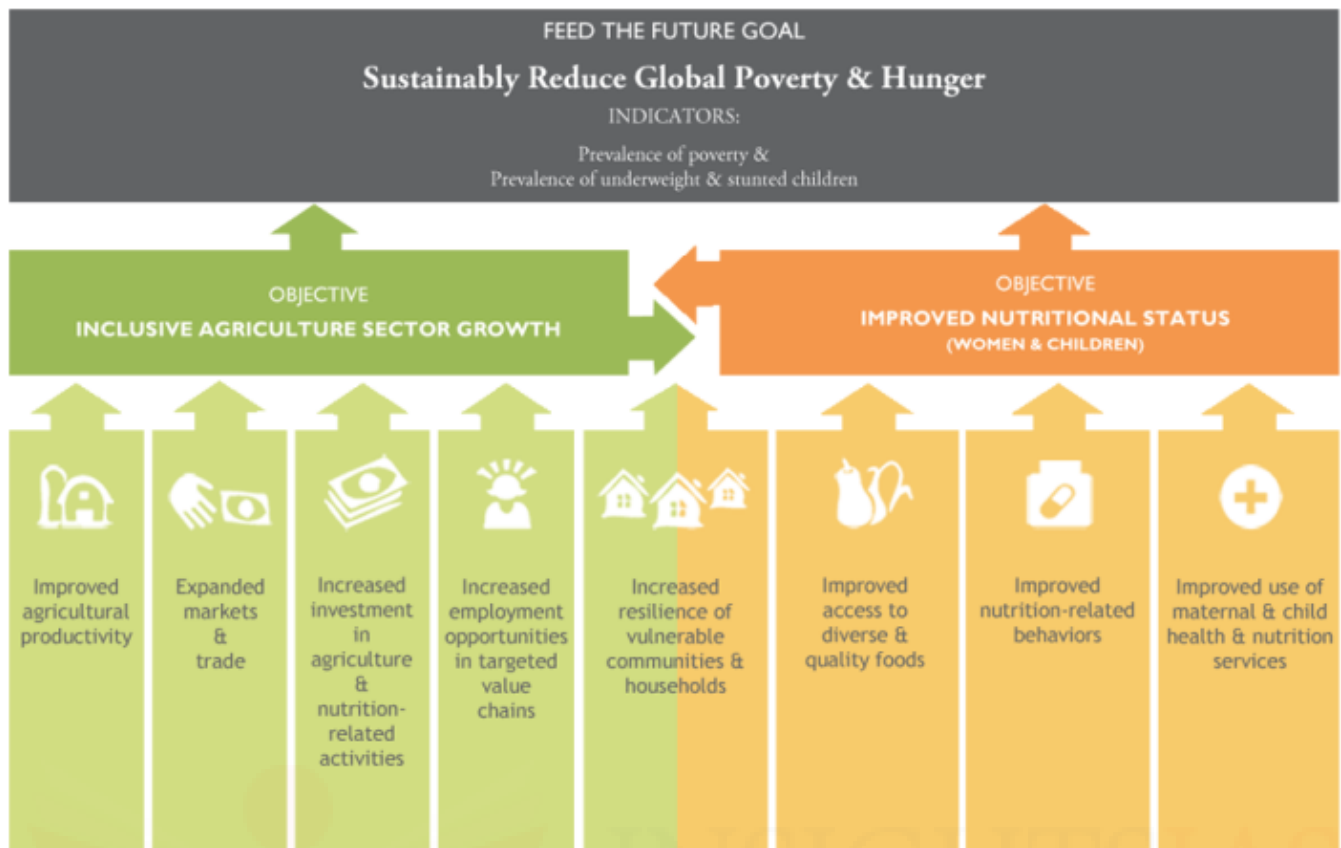 FEED THE FUTURE GOAL
Sustainably Reduce Global Poverty & Hunger
INDICATORS:
Prevalence of poverty &
Prevalence of underweight & stunted children
OBJECTIVE
INCLUSIVE AGRICULTURE SECTOR GROWTH
OBJECTIVE
IMPROVED NUTRITIONAL STATUS
(WOMEN & CHILDREN)
Improved
agricultural
productivity
Expanded
markets
&
trade
Increased
investment
in
agriculture
&
nutrition-
related
activities
Increased
employment
opportunities
in targeted
value
chains
Increased
resilience of
vulnerable
communities &
households
Improved
access to
diverse &
quality foods
Improved
nutrition-related
behaviors
Improved use of
maternal & child
health & nutrition
services